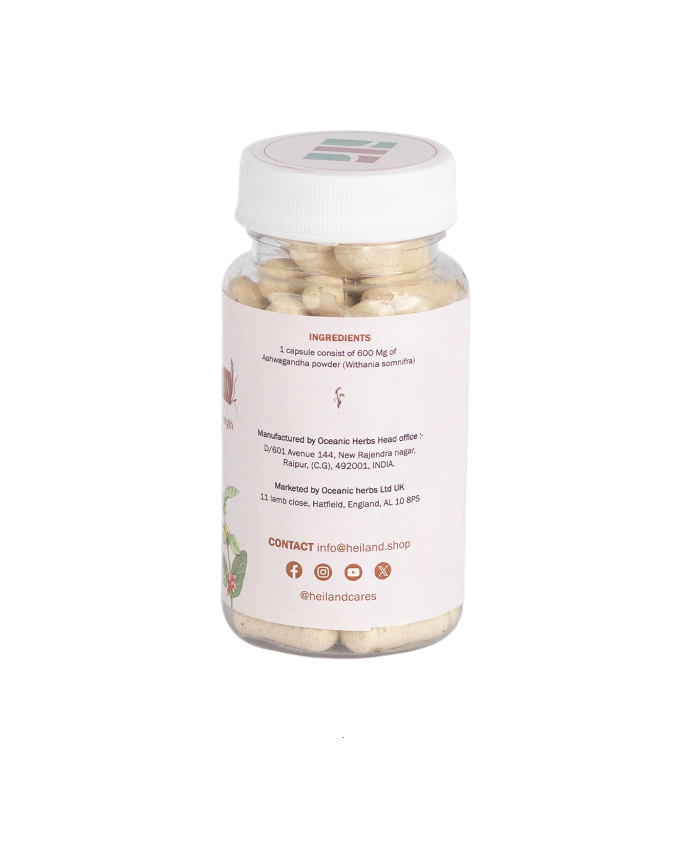 INGREDIENTS
1 capsule consist of 600 Mg of
Ashwagandha powder (Withania somnifra)
Manufactured by Oceanic Herbs Head office :-
D/601 Avenue 144, New Rajendra nagar,
Raipur, (C.G), 492001, INDIA.
Marketed by Oceanic herbs Ltd UK
11 lamb close, Hatfield, England, AL 10 8PS
CONTACT info@heiland.shop
@heilandcares